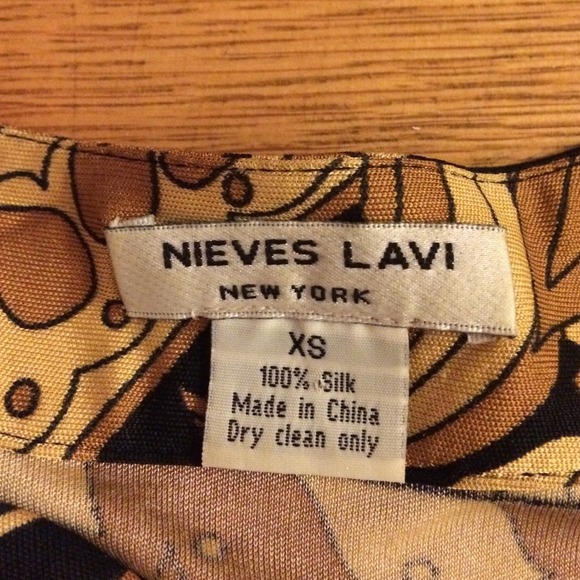 NIEVES LAVI
NEW YORK
XS
100% Silk
Made in China
Dry clean only